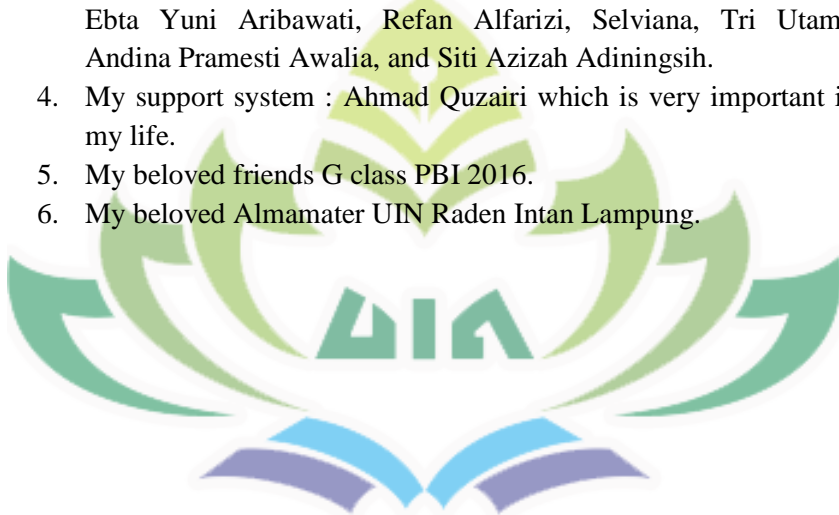 Ebta Yuni Aribawati, Refan Alfarizi, Selviana, Tri Utam
Andina Pramesti Awalia, and Siti Azizah Adiningsih.
4. My support system : Ahmad Quzairi which is very important i
my life.
5. My beloved friends G class PBI 2016.
6. My beloved Almamater UIN Raden Intan Lampung.
UIN